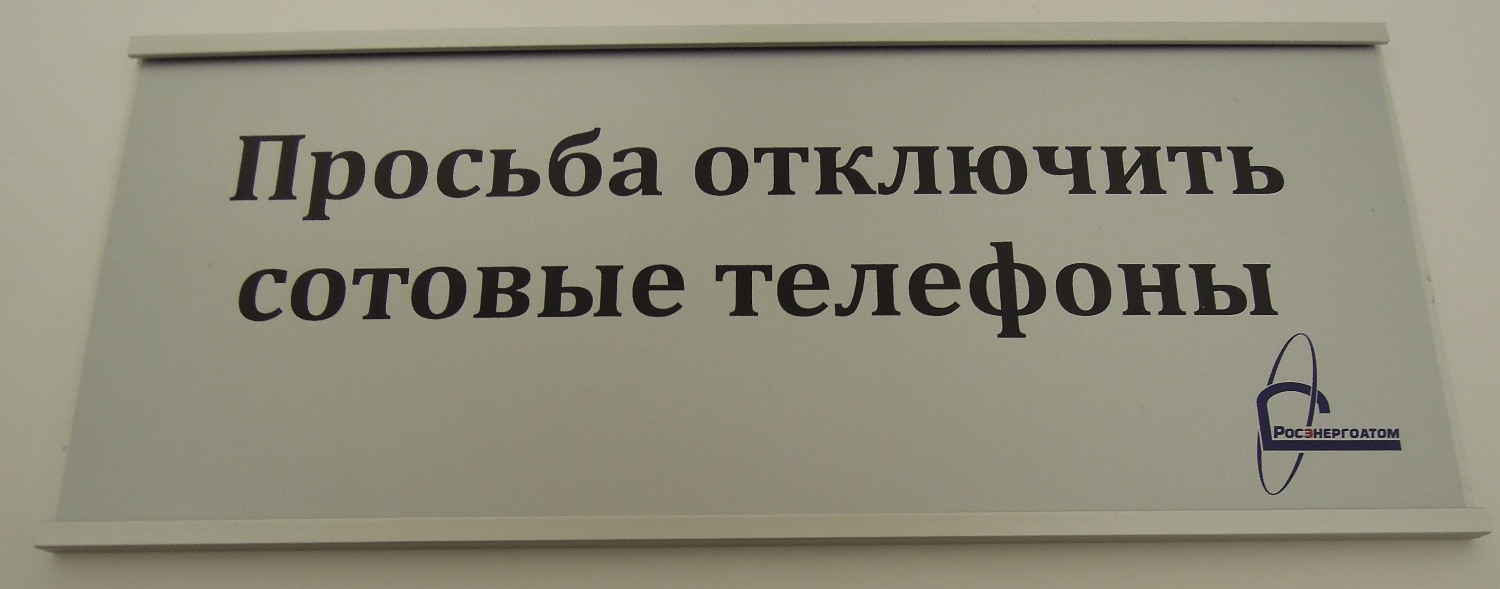 Просьба отключить
сотовые телефоны
РОСЭНЕРГОАТОМ